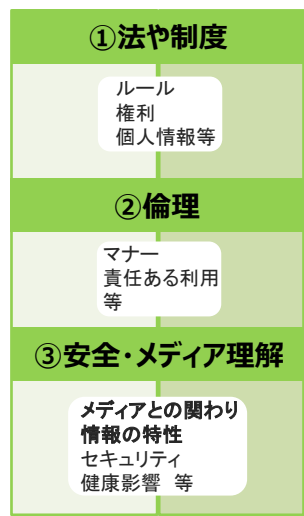 ①法や制度
ルール
権利
個人情報等
②倫理
マナー
責任ある利用
等
③安全・メディア理解
メディアとの関わり
情報の特性
セキュリティ
健康影響 等